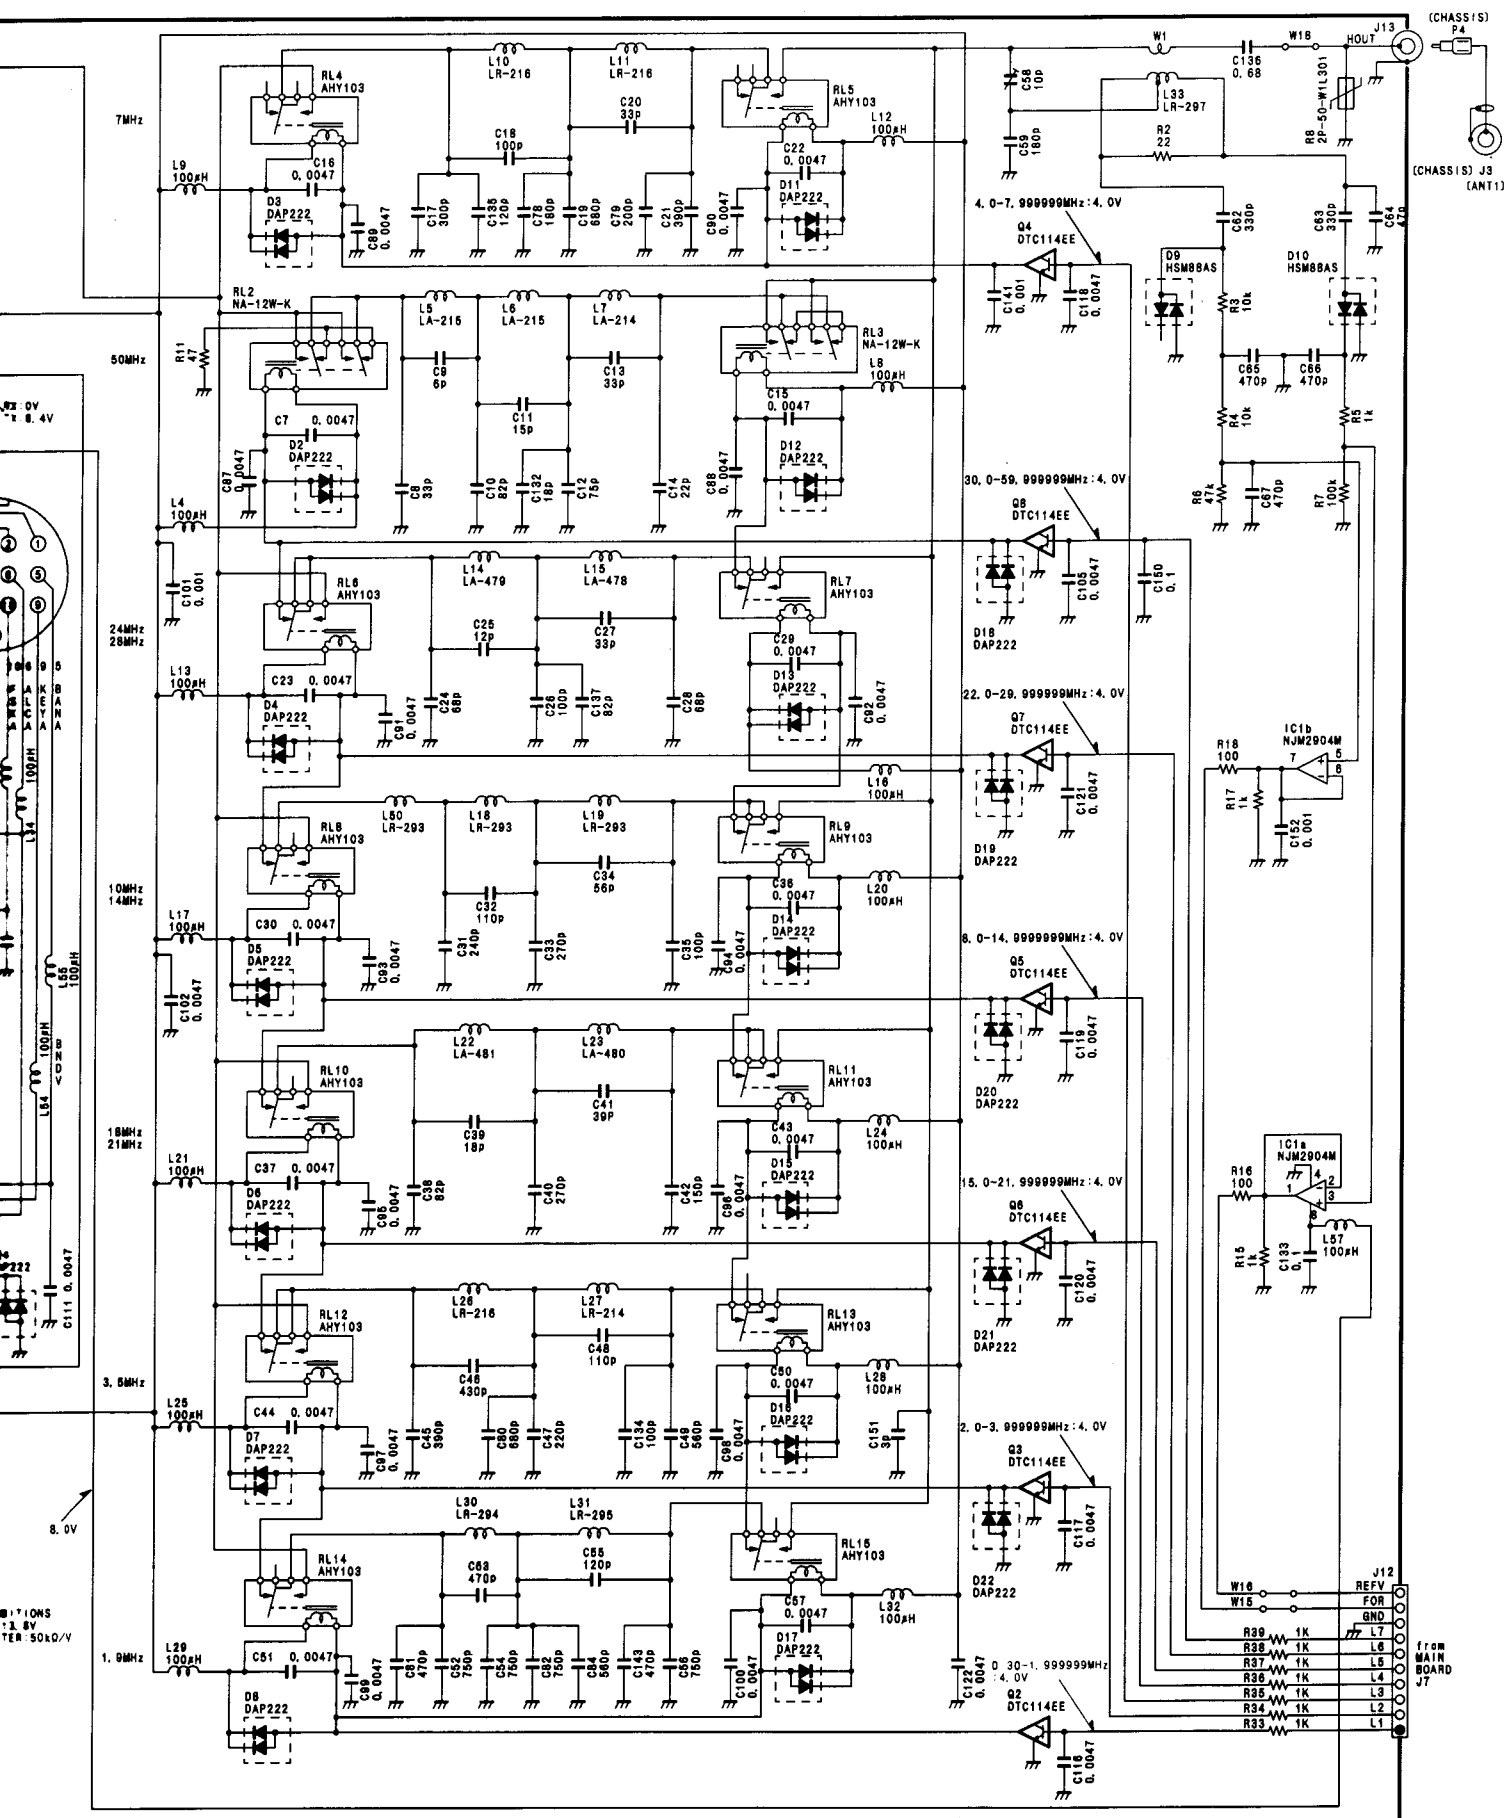 (CHASSIS)
P4
J13
HOUT
W1
C136
0.68
W18
R8
2P-50-W1L301
(CHASSIS) J3
(ANT1)
7MHz
RL4
AHY103
L10
LR-216
L11
LR-216
C20
33p
C18
100p
RL5
AHY103
L12
100μH
C58
10p
C59
180p
L33
LR-297
R2
22
L9
100μH
C16
0.0047
D3
DAP222
C89
0.0047
C17
300p
C135
120p
C78
180p
C19
680p
C79
200p
C21
390p
C90
0.0047
C22
0.0047
D11
DAP222
4.0-7.999999MHz:4.0V
Q4
DTC114EE
C141
0.001
C118
0.0047
C62
330p
C63
330p
C64
47p
D9
HSM88AS
D10
HSM88AS
R3
10k
C65
470p
C66
470p
R4
10k
R5
1k
R6
47k
C67
470p
R7
100k
RL2
NA-12W-K
50MHz
R11
47
L5
LA-215
L6
LA-215
L7
LA-214
C9
6p
C13
33p
C11
15p
RL3
NA-12W-K
L8
100μH
C15
0.0047
C7 0.0047
D2
DAP222
C87
0.0047
C8
33p
C10
82p
C132
18p
C12
75p
C14
22p
C88
0.0047
D12
DAP222
L4
100μH
30.0-59.999999MHz:4.0V
Q8
DTC114EE
C105
0.0047
C150
0.1
D18
DAP222
C101
0.001
24MHz
28MHz
RL6
AHY103
L14
LA-479
L15
LA-478
C25
12p
C27
33p
RL7
AHY103
L13
100μH
C23 0.0047
D4
DAP222
C91
0.0047
C24
68p
C26
100p
C137
82p
C28
68p
C29
0.0047
D13
DAP222
C92
0.0047
L16
100μH
22.0-29.999999MHz:4.0V
Q7
DTC114EE
C121
0.0047
D19
DAP222
IC1b
NJM2904M
7
5
6
R18
100
R17
1k
C152
0.001
10MHz
14MHz
RL8
AHY103
L50
LR-293
L18
LR-293
L19
LR-293
C34
56p
C32
110p
RL9
AHY103
L20
100μH
L17
100μH
C30 0.0047
D5
DAP222
C93
0.0047
C31
240p
C33
270p
C35
100p
C94
0.0047
C36
0.0047
D14
DAP222
8.0-14.9999999MHz:4.0V
Q5
DTC114EE
C119
0.0047
D20
DAP222
C102
0.0047
18MHz
21MHz
RL10
AHY103
L22
LA-481
L23
LA-480
C41
39P
C39
18p
RL11
AHY103
L24
100μH
L21
100μH
C37 0.0047
D6
DAP222
C95
0.0047
C38
82p
C40
270p
C42
150p
C96
0.0047
C43
0.0047
D15
DAP222
15.0-21.999999MHz:4.0V
Q6
DTC114EE
C120
0.0047
D21
DAP222
IC1a
NJM2904M
4
1
2
3
8
R16
100
R15
1k
C133
0.1
L57
100μH
3.5MHz
RL12
AHY103
L26
LR-216
L27
LR-214
C48
110p
C46
430p
RL13
AHY103
L28
100μH
L25
100μH
C44 0.0047
D7
DAP222
C97
0.0047
C45
390p
C80
680p
C47
220p
C134
100p
C49
560p
C98
0.0047
C50
0.0047
D16
DAP222
C151
3p
2.0-3.999999MHz:4.0V
Q3
DTC114EE
C117
0.0047
D22
DAP222
8.0V
1.9MHz
RL14
AHY103
L30
LR-294
L31
LR-295
C53
470p
C55
120p
RL15
AHY103
L32
100μH
L29
100μH
C51 0.0047
D8
DAP222
C99
0.0047
C81
470p
C52
750p
C54
750p
C82
750p
C84
560p
C143
470p
C56
750p
C100
0.0047
C57
0.0047
D17
DAP222
C122
0.0047
0.30-1.999999MHz
:4.0V
Q2
DTC114EE
C116
0.0047
J12
W16 REFV
W15 FOR
GND
R39 1K L7
R38 1K L6
R37 1K L5
R36 1K L4
R35 1K L3
R34 1K L2
R33 1K L1
from
MAIN
BOARD
J7
2
1
5
9
100μH
L34
L55
100μH
L54
100μH
BNDV
C111 0.0047